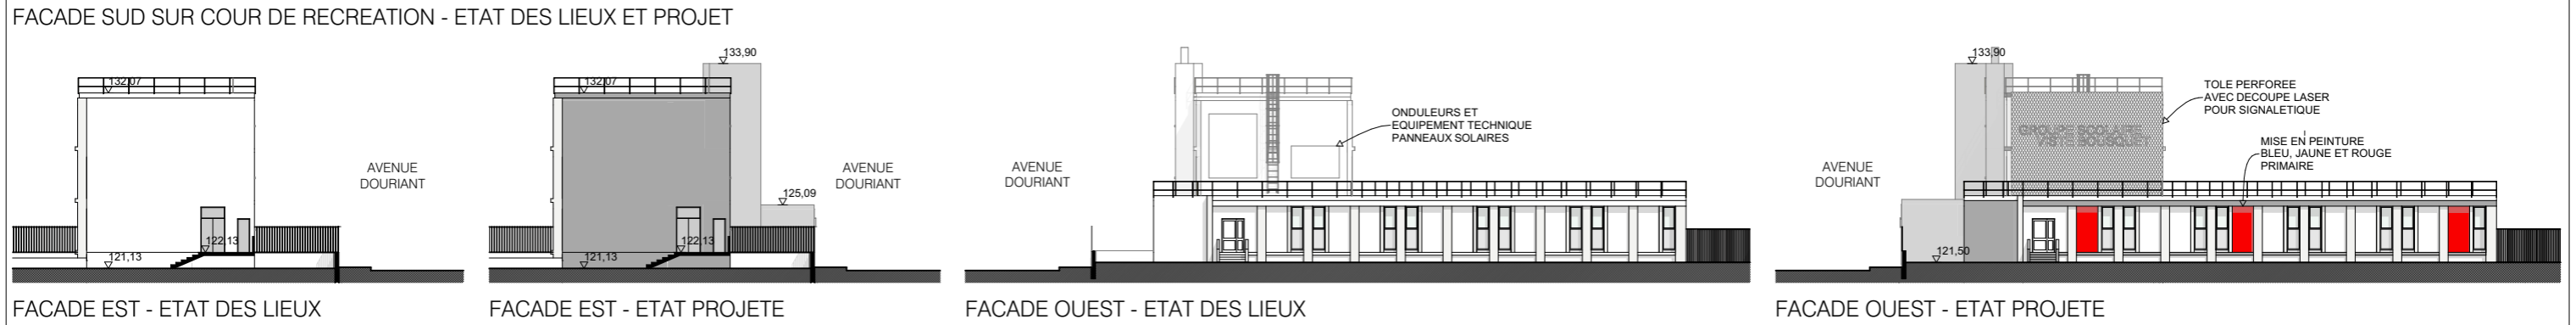 FACADE SUD SUR COUR DE RECREATION - ETAT DES LIEUX ET PROJET
132,07
AVENUE
DOURIANT
122,13
121,13
FACADE EST - ETAT DES LIEUX
133,90
132,07
AVENUE
DOURIANT
125,09
122,13
121,13
FACADE EST - ETAT PROJETE
ONDULEURS ET
EQUIPEMENT TECHNIQUE
PANNEAUX SOLAIRES
AVENUE
DOURIANT
FACADE OUEST - ETAT DES LIEUX
133,90
TOLE PERFOREE
AVEC DECOUPE LASER
POUR SIGNALETIQUE
GROUPE SCOLAIRE
VISTE BOUSQUET
MISE EN PEINTURE
BLEU, JAUNE ET ROUGE
PRIMAIRE
AVENUE
DOURIANT
121,50
FACADE OUEST - ETAT PROJETE